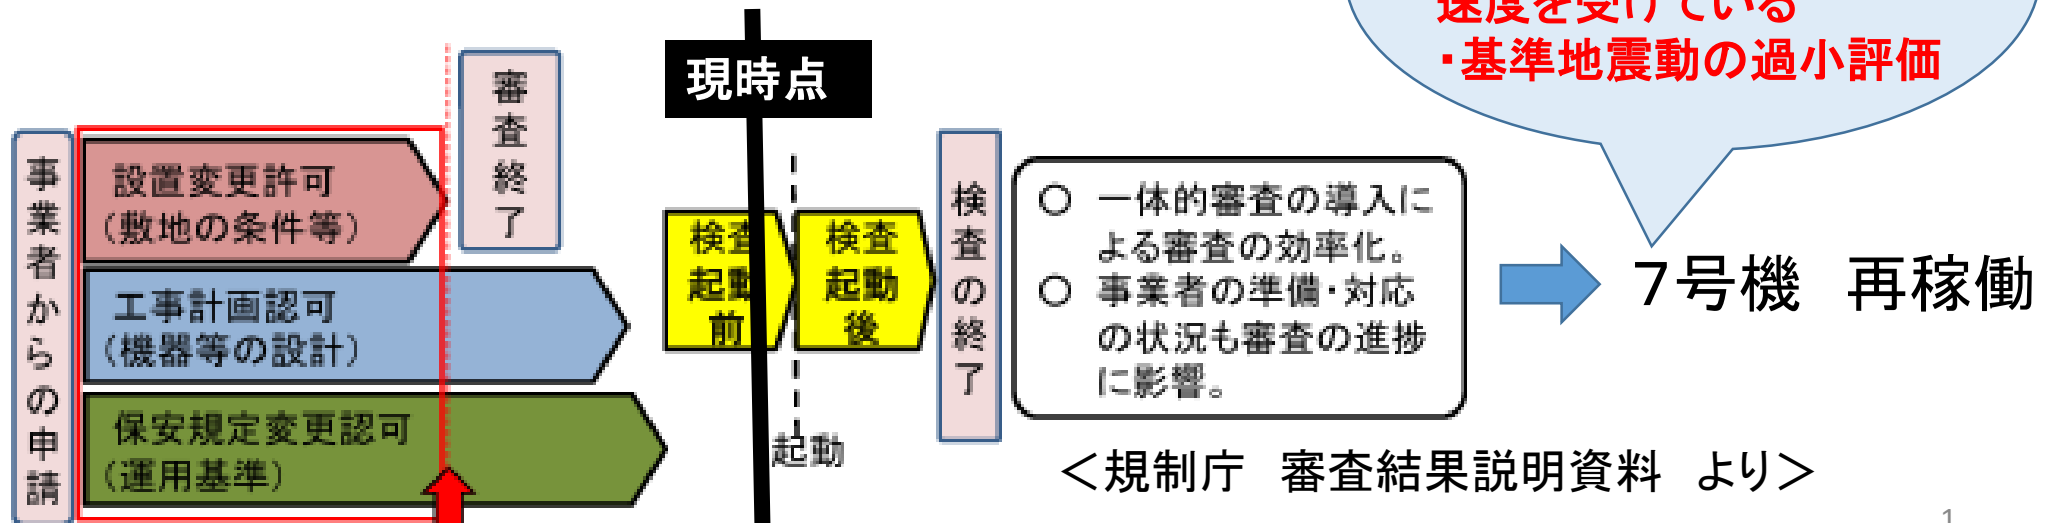 速度を受けている
・基準地震動の過小評価
現時点
審査終了
事業者からの申請
設置変更許可
(敷地の条件等)
工事計画認可
(機器等の設計)
保安規定変更認可
(運用基準)
検査
起動
前
検査
起動
後
起動
検査の終了
○ 一体的審査の導入に
よる審査の効率化。
○ 事業者の準備・対応
の状況も審査の進捗
に影響。
7号機 再稼働
＜規制庁 審査結果説明資料 より＞
1